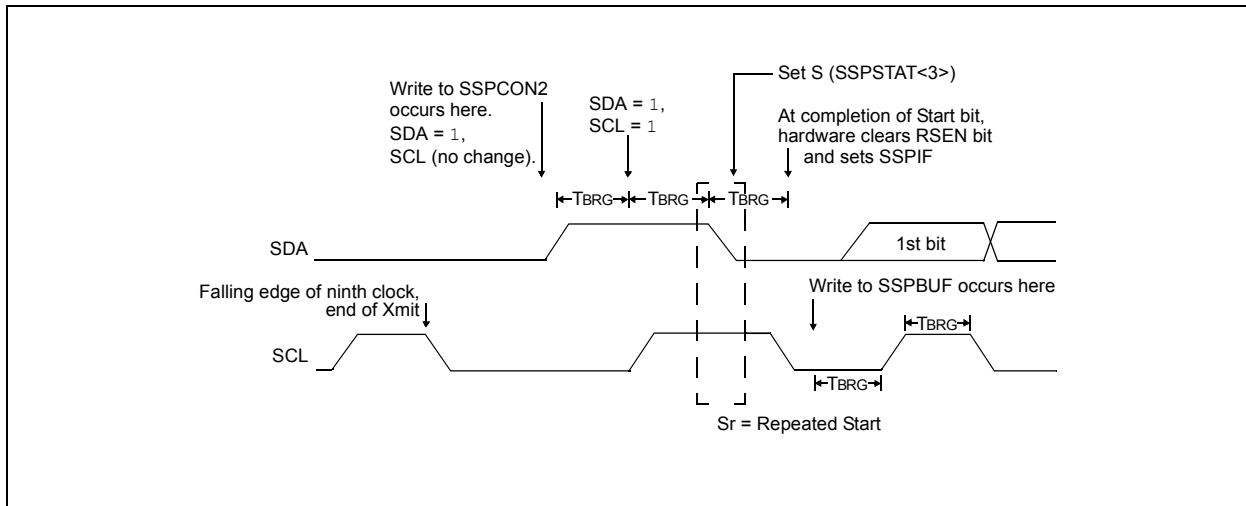 Write to SSPCON2
occurs here.
SDA = 1,
SCL (no change).
SDA = 1,
SCL = 1
Set S (SSPSTAT<3>)
At completion of Start bit,
hardware clears RSEN bit
and sets SSPIF
TBRG
TBRG
TBRG
SDA
1st bit
Falling edge of ninth clock,
end of Xmit
Write to SSPBUF occurs here
TBRG
SCL
TBRG
Sr = Repeated Start